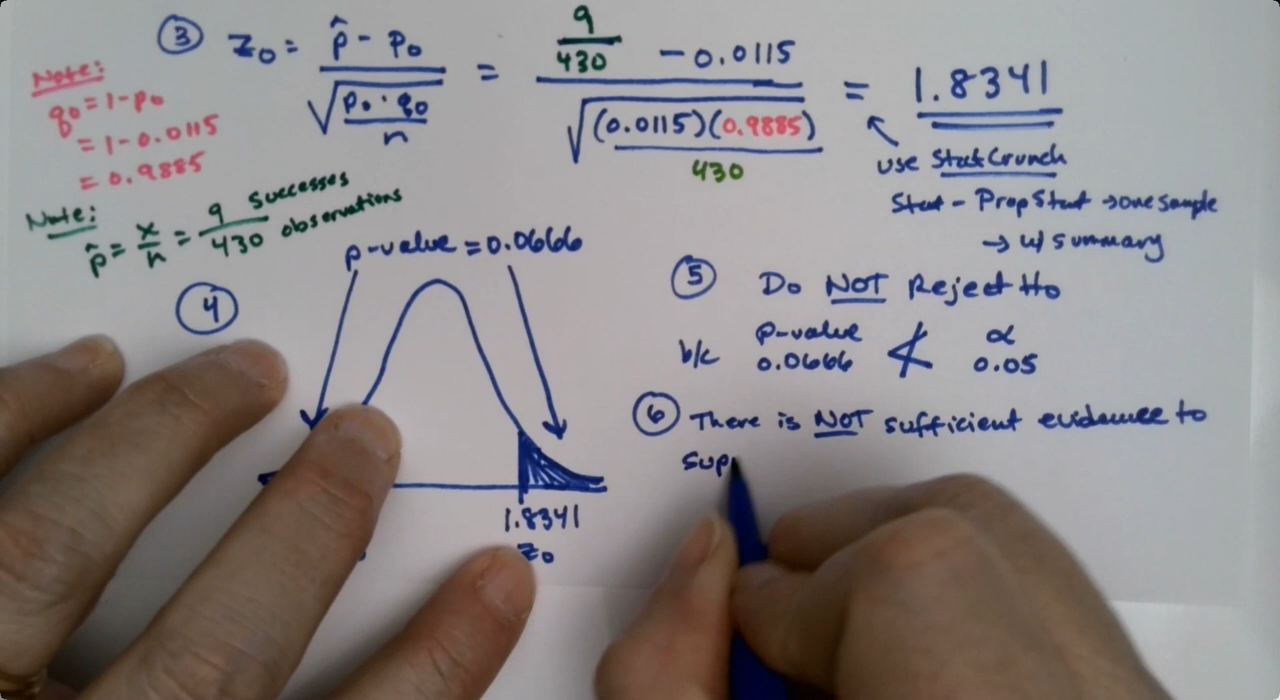 ③ Z₀ = p̂ - p₀ / √(p₀·q₀ / n) = (9/430 - 0.0115) / √((0.0115)(0.9885) / 430) = 1.8341
Note:
q₀ = 1-p₀
= 1-0.0115
= 0.9885
use StatCrunch
Stat - Prop Stat → one sample
→ w/ summary
Note:
p̂ = x/n = 9 successes / 430 observations
p-value = 0.0666
④
1.8341
Z₀
⑤ Do NOT Reject H₀
b/c p-value 0.0666 ≮ α 0.05
⑥ There is NOT sufficient evidence to
sup